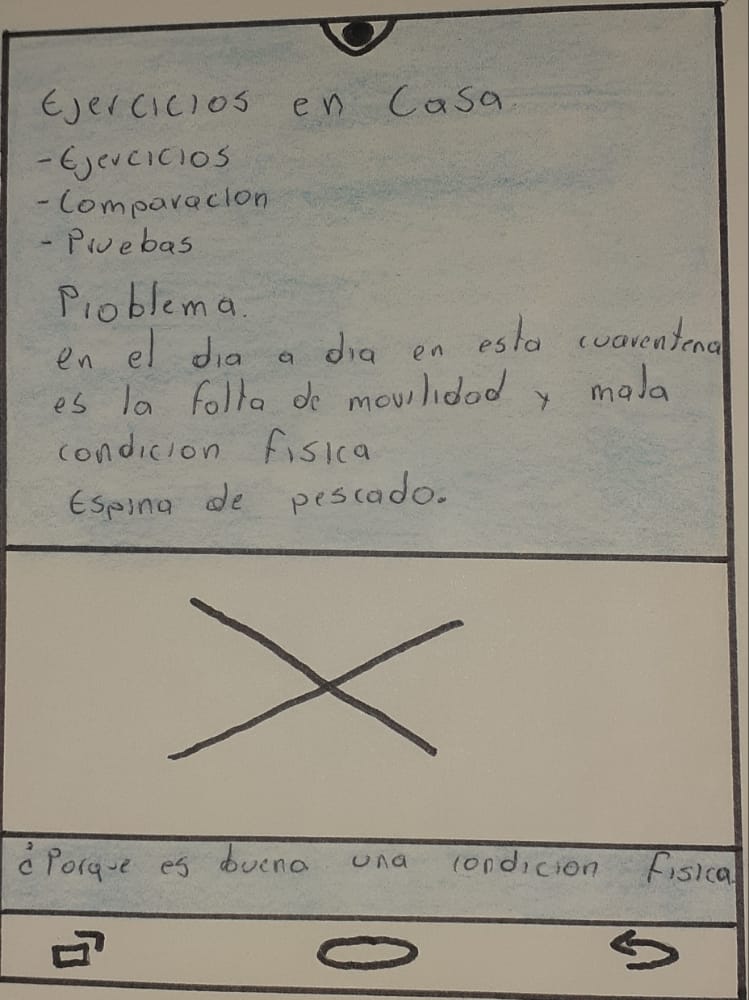 Ejercicios en Casa
- Ejercicios
- Comparacion
- Pruebas
Problema.
en el dia a dia en esta cuarentena
es la falta de movilidad y mala
condicion fisica
Espina de pescado.
¿Porque es buena una condicion fisica